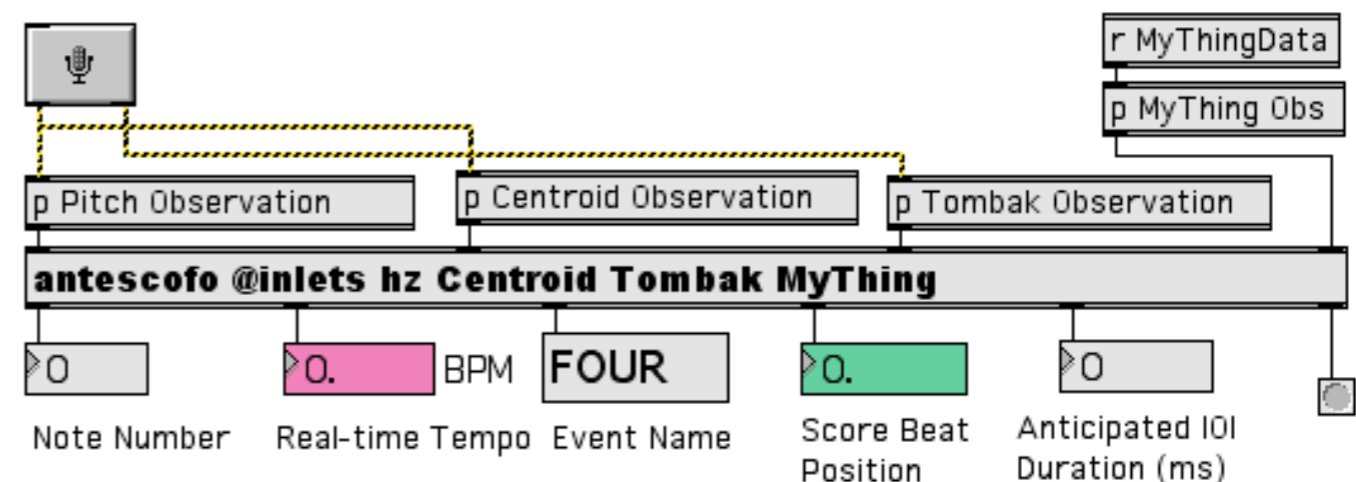 r MyThingData
p MyThing Obs
p Pitch Observation
p Centroid Observation
p Tombak Observation
antescofo @inlets hz Centroid Tombak MyThing
0
0.
BPM
FOUR
0.
0
Note Number
Real-time Tempo
Event Name
Score Beat
Position
Anticipated IOI
Duration (ms)